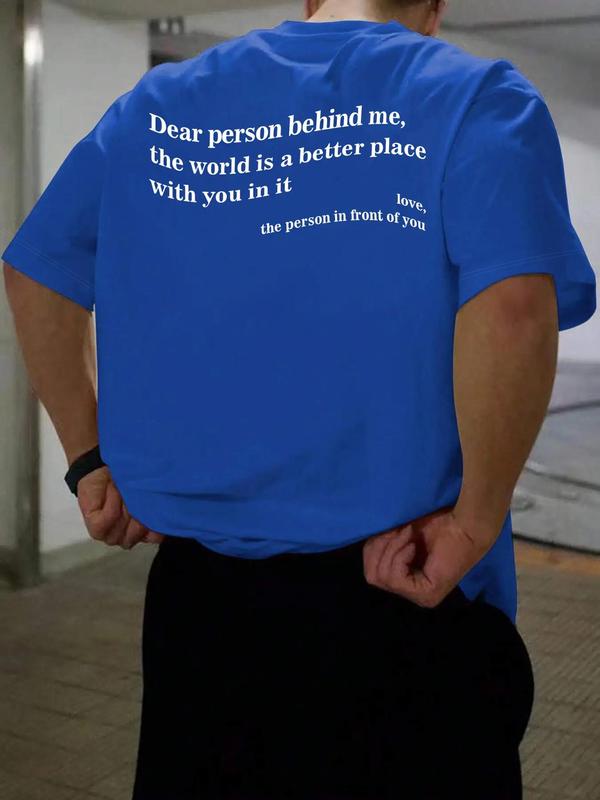 Dear person behind me,
the world is a better place
with you in it
love,
the person in front of you